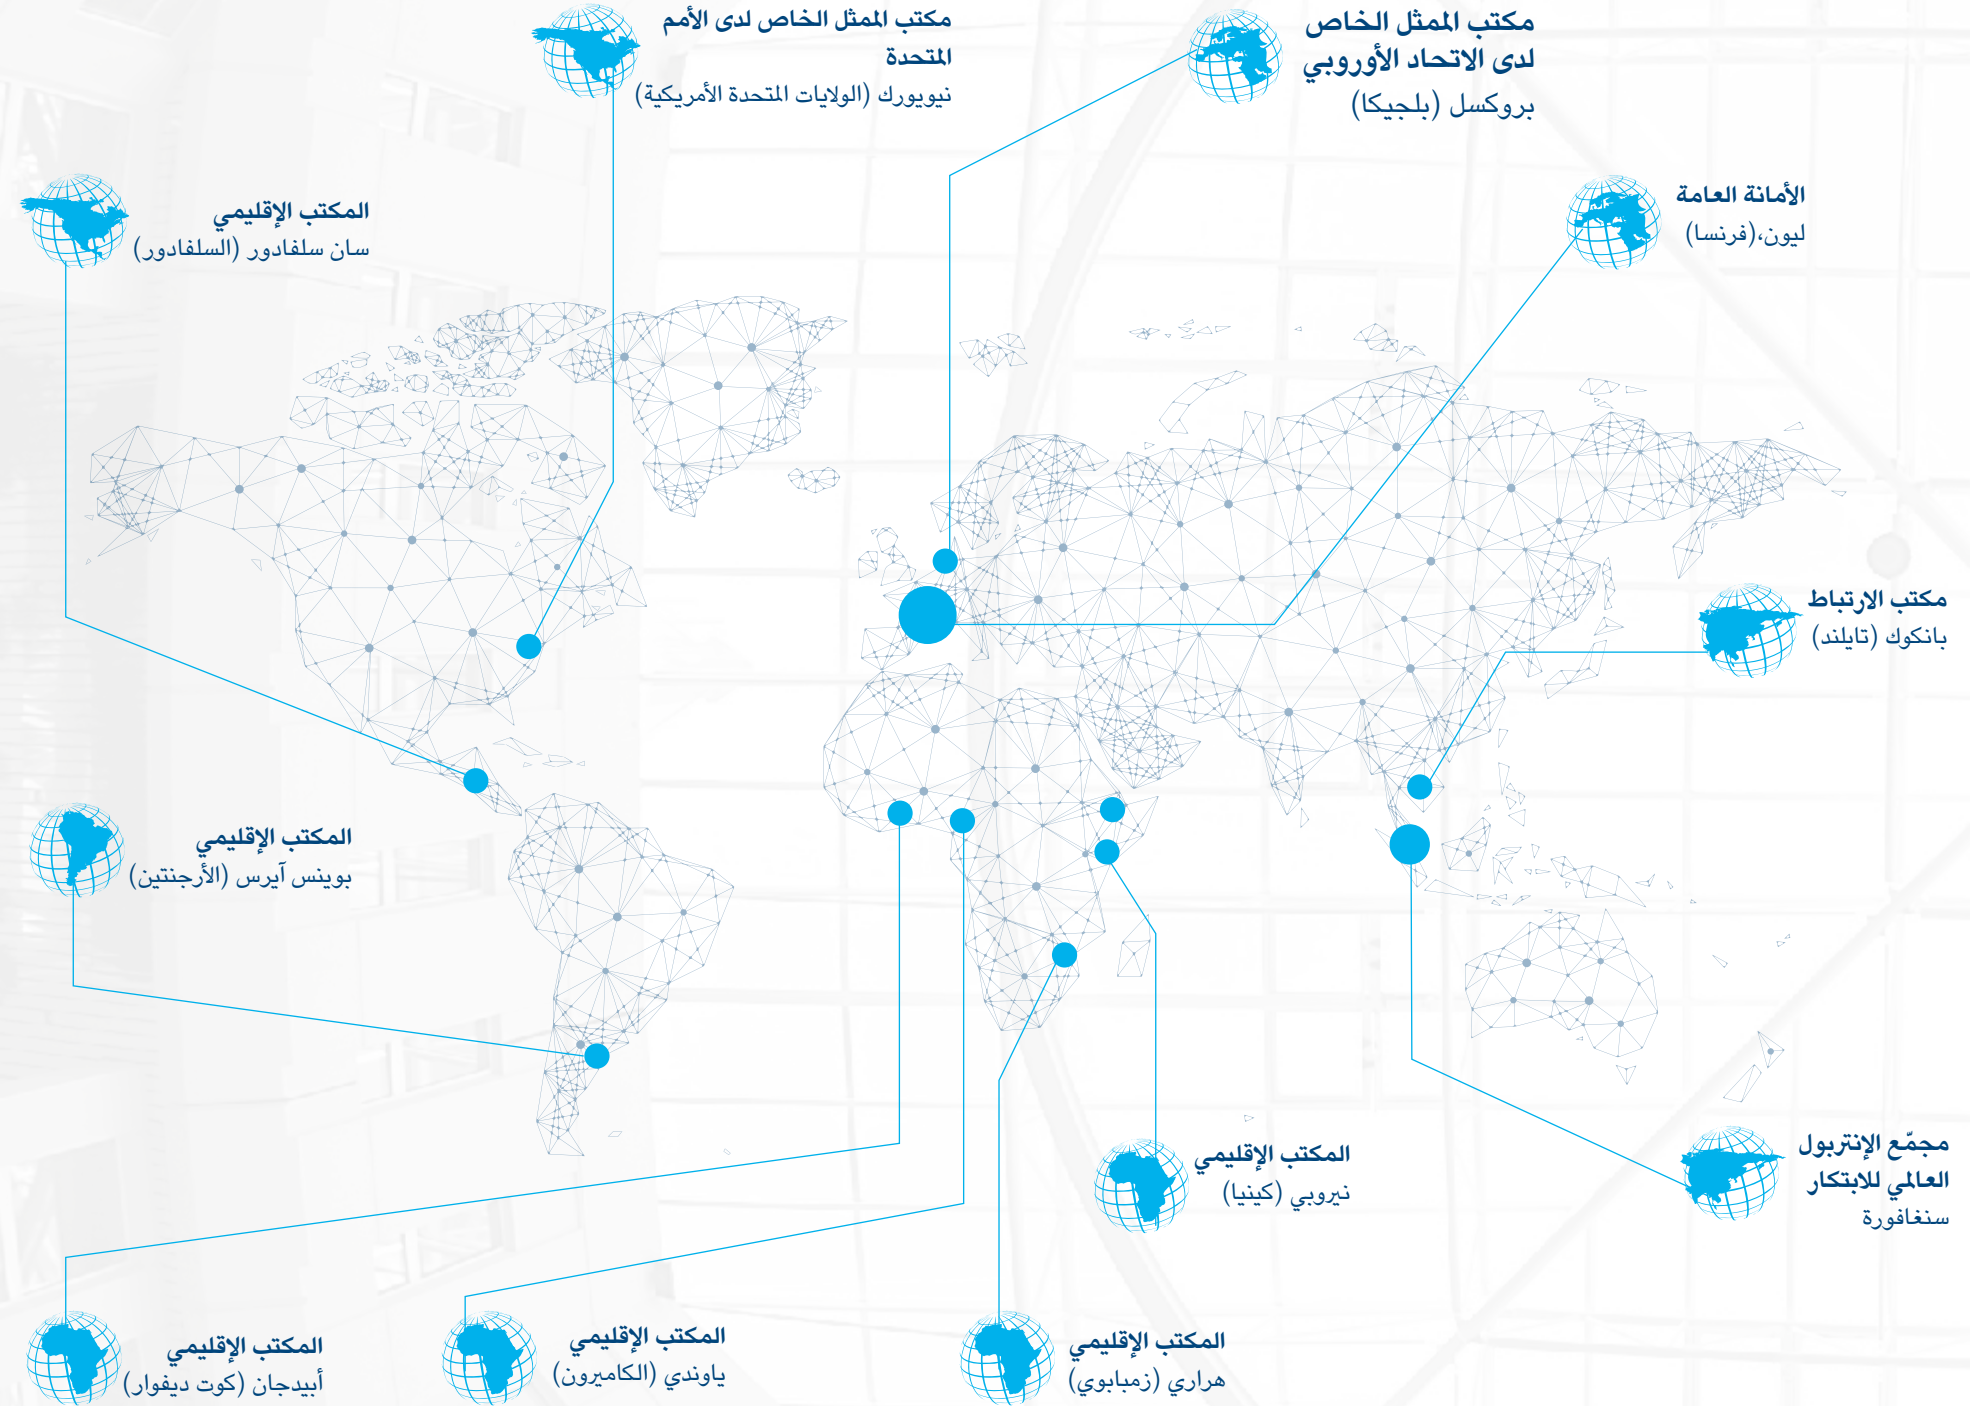 مكتب الممثل الخاص
لدى الاتحاد الأوروبي
بروكسل (بلجيكا)
مكتب الممثل الخاص لدى الأمم
المتحدة
نيويورك (الولايات المتحدة الأمريكية)
الأمانة العامة
ليون،(فرنسا)
المكتب الإقليمي
سان سلفادور (السلفادور)
مكتب الارتباط
بانكوك (تايلند)
المكتب الإقليمي
بوينس آيرس (الأرجنتين)
مجمّع الإنتربول
العالمي للابتكار
سنغافورة
المكتب الإقليمي
نيروبي (كينيا)
المكتب الإقليمي
هراري (زمبابوي)
المكتب الإقليمي
ياوندي (الكاميرون)
المكتب الإقليمي
أبيدجان (كوت ديفوار)